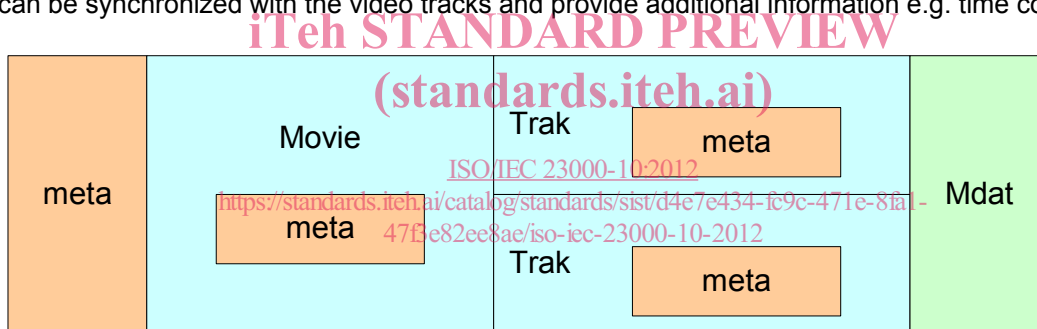 can be synchronized with the video tracks and provide additional information e.g. time co
iTeh STANDARD PREVIEW
(standards.iteh.ai)
Movie
Trak
meta
ISO/IEC 23000-10:2012
meta
https://standards.iteh.ai/catalog/standards/sist/d4e7e434-fc9c-471e-8fa1-
Mdat
meta
47f3e82ee8ae/iso-iec-23000-10-2012
Trak
meta